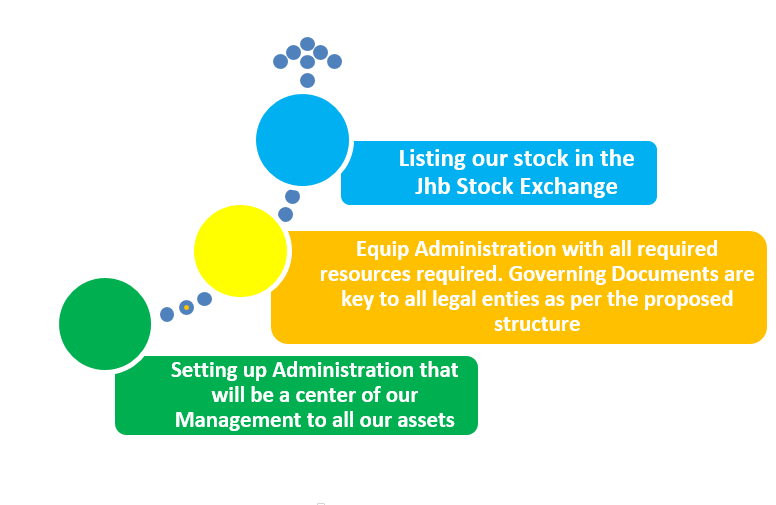 Listing our stock in the
Jhb Stock Exchange
Equip Administration with all required
resources required. Governing Documents are
key to all legal enties as per the proposed
structure
Setting up Administration that
will be a center of our
Management to all our assets